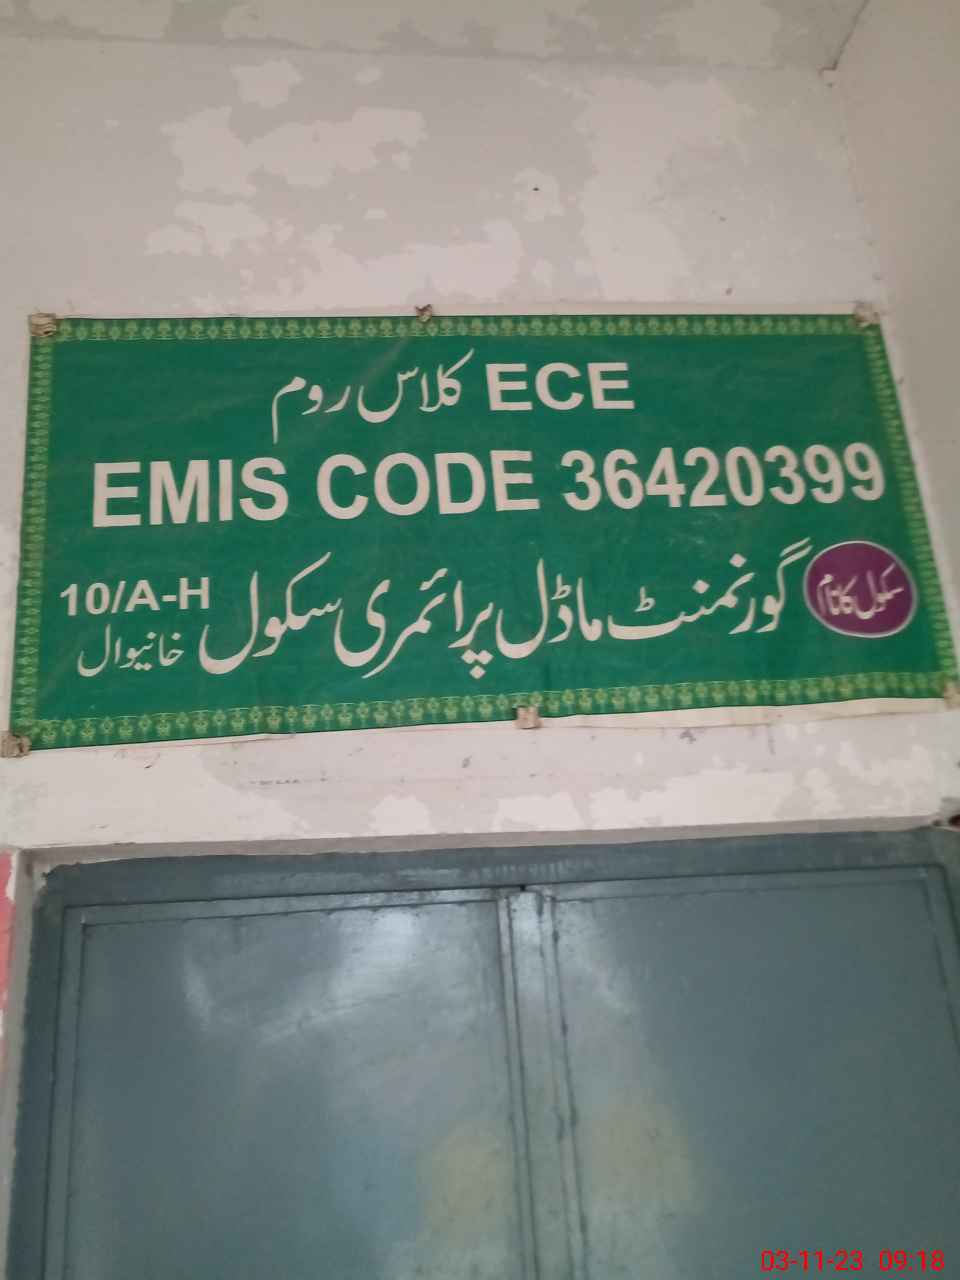 ECE کلاس روم
EMIS CODE 36420399
سکول کا نام
گورنمنٹ ماڈل پرائمری سکول 10/A-H
خانیوال
03-11-23 09:18